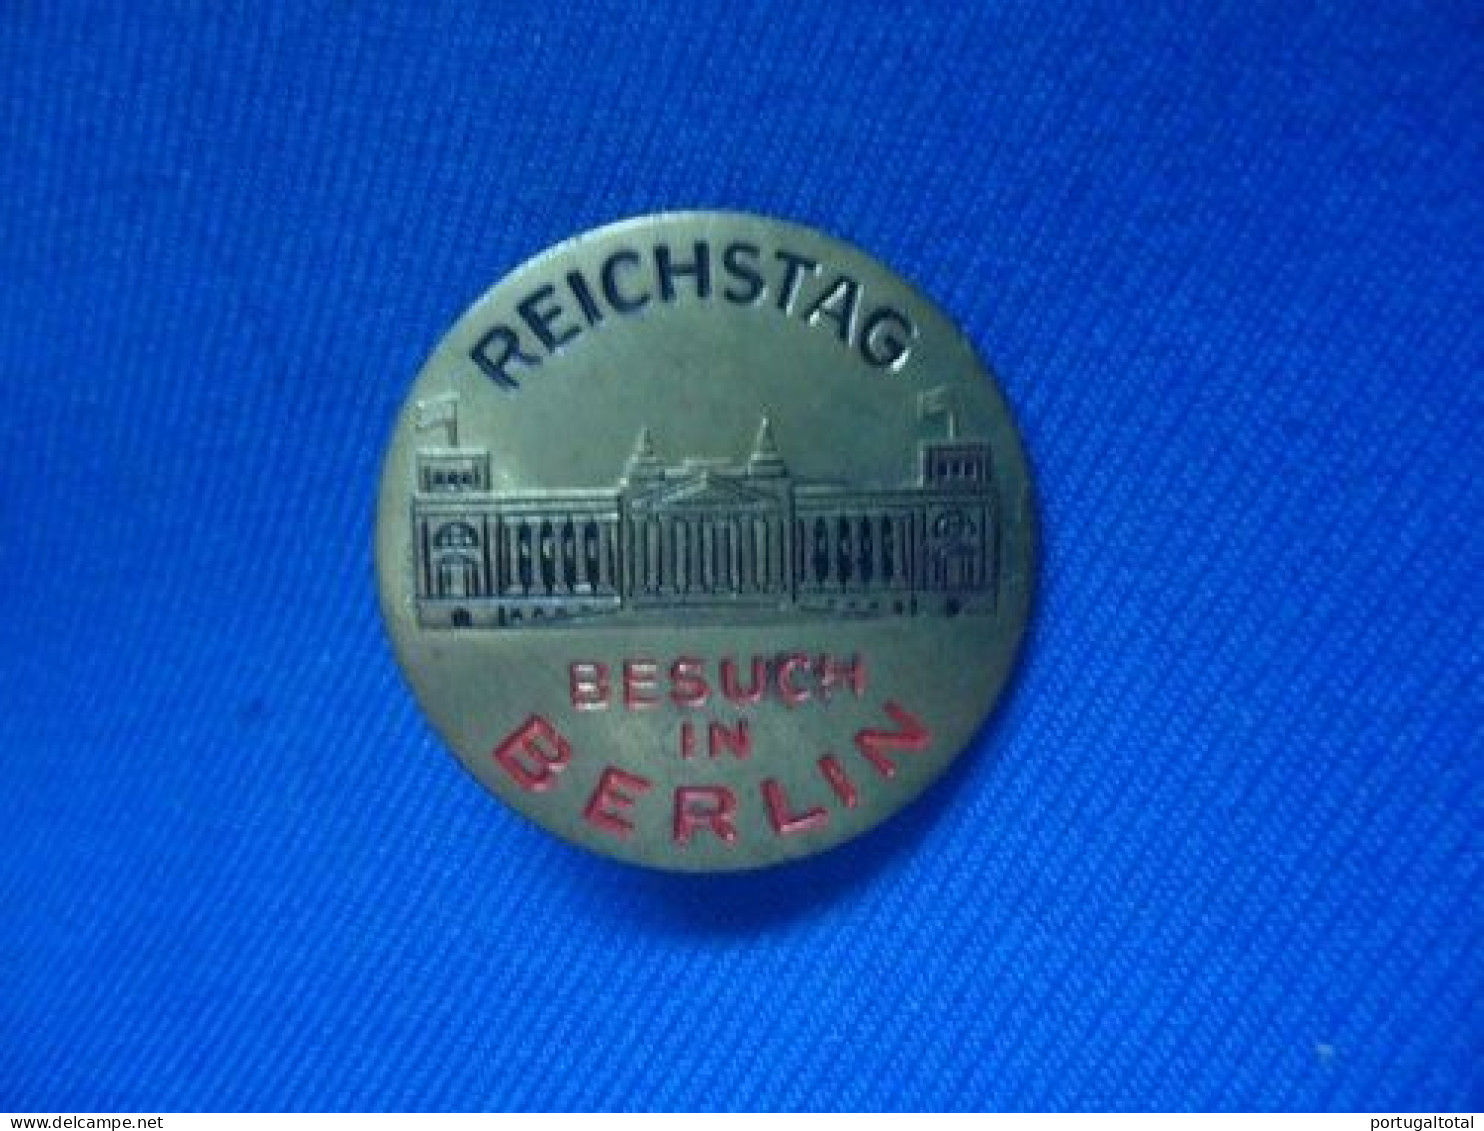 REICHSTAG
BESUCH
IN
BERLIN
www.delcampe.net
portugaltotal